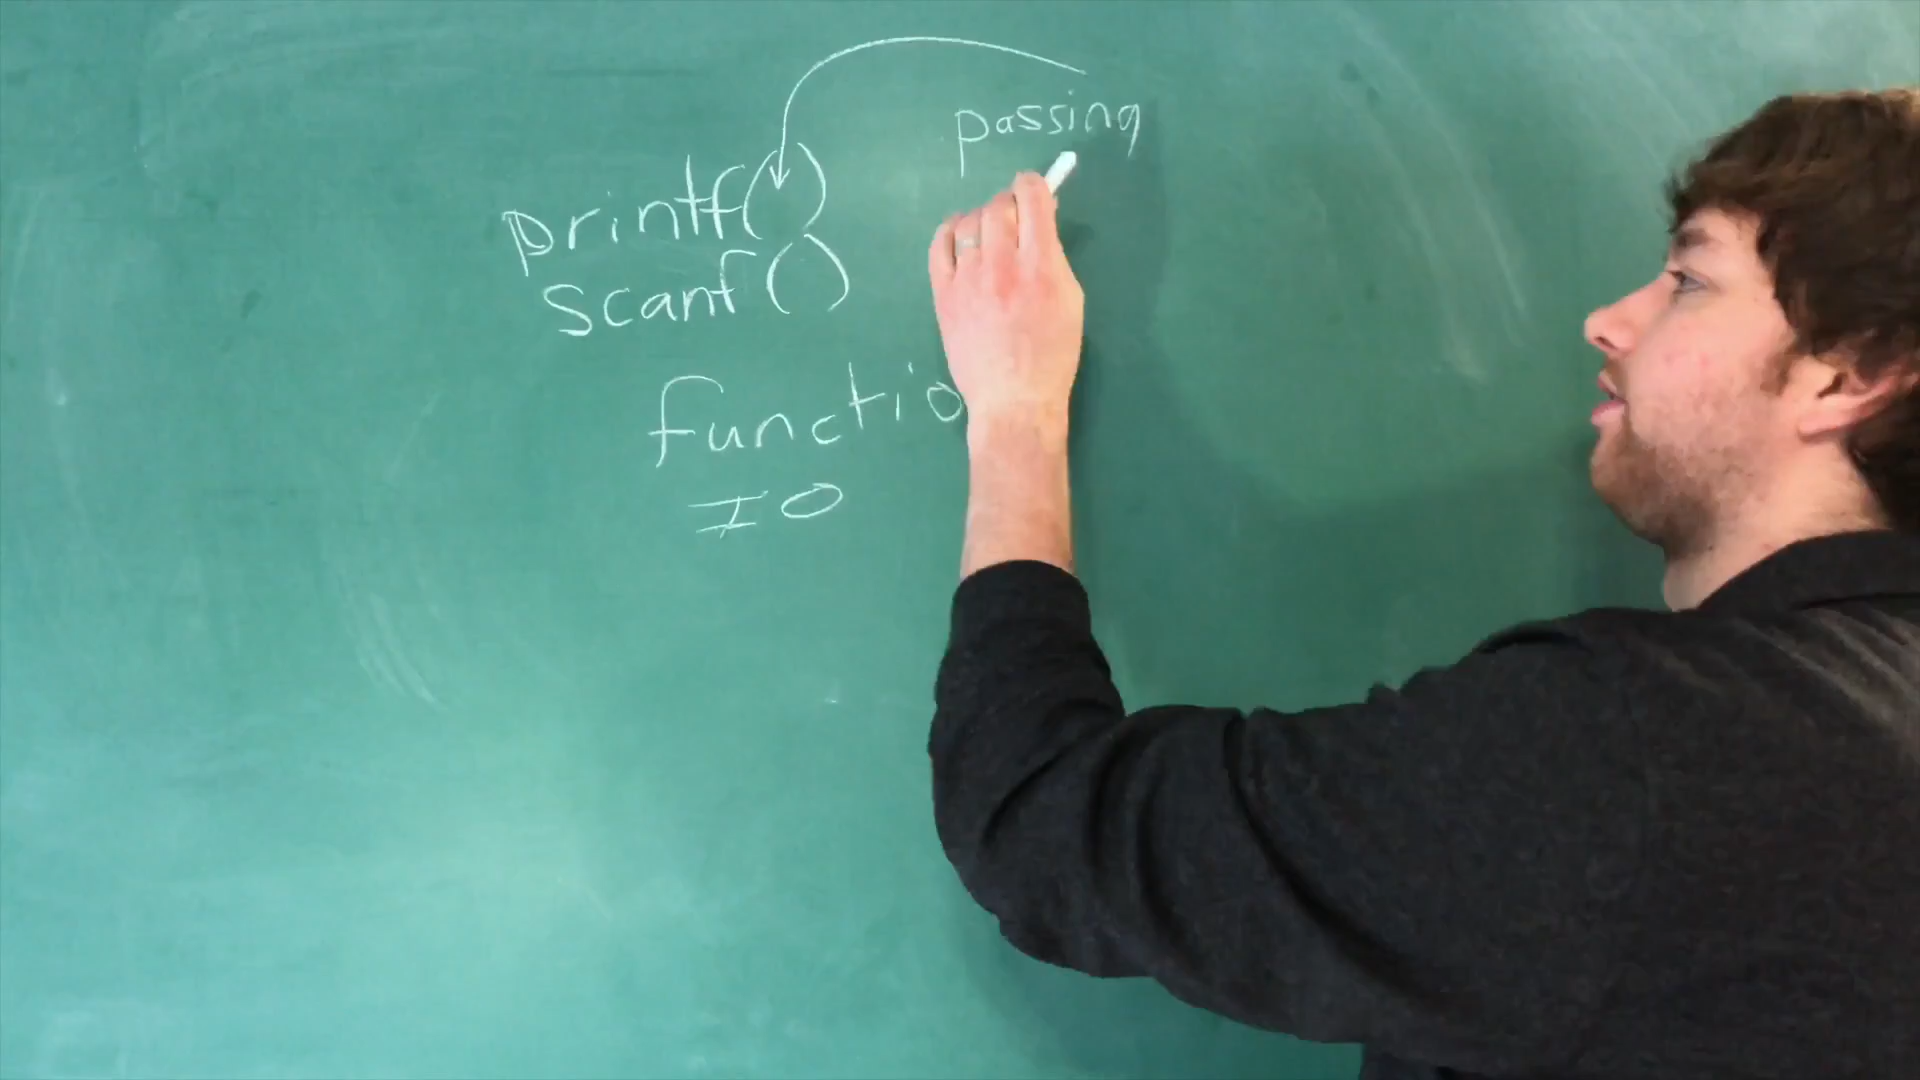 passing
printf()
scanf()
functio
IO